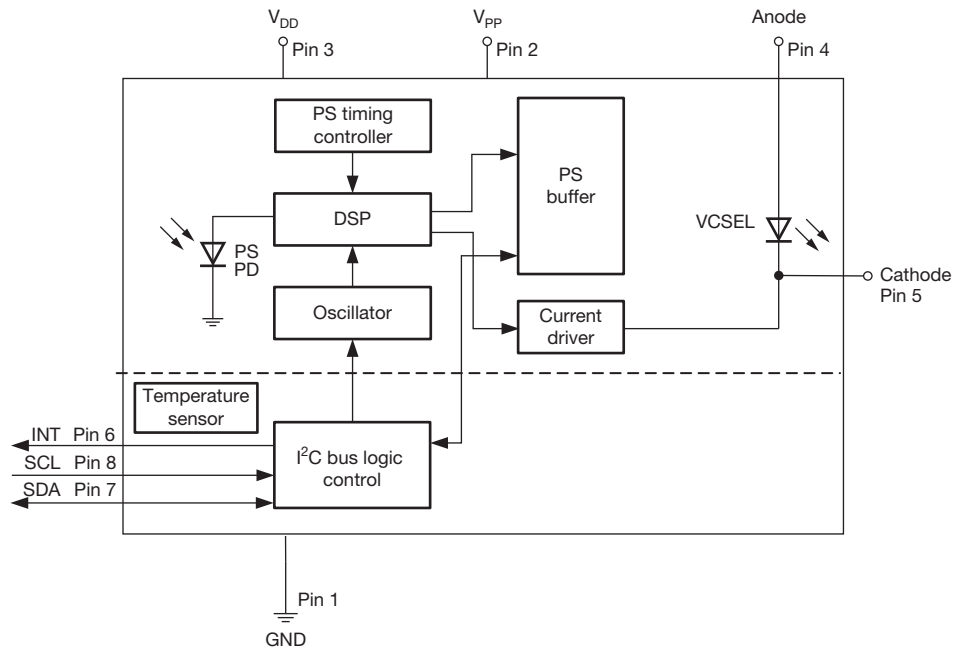 V_DD
Pin 3
V_PP
Pin 2
Anode
Pin 4
PS timing
controller
PS
buffer
DSP
VCSEL
PS
PD
Cathode
Pin 5
Oscillator
Current
driver
Temperature
sensor
INT Pin 6
SCL Pin 8
SDA Pin 7
I²C bus logic
control
Pin 1
GND